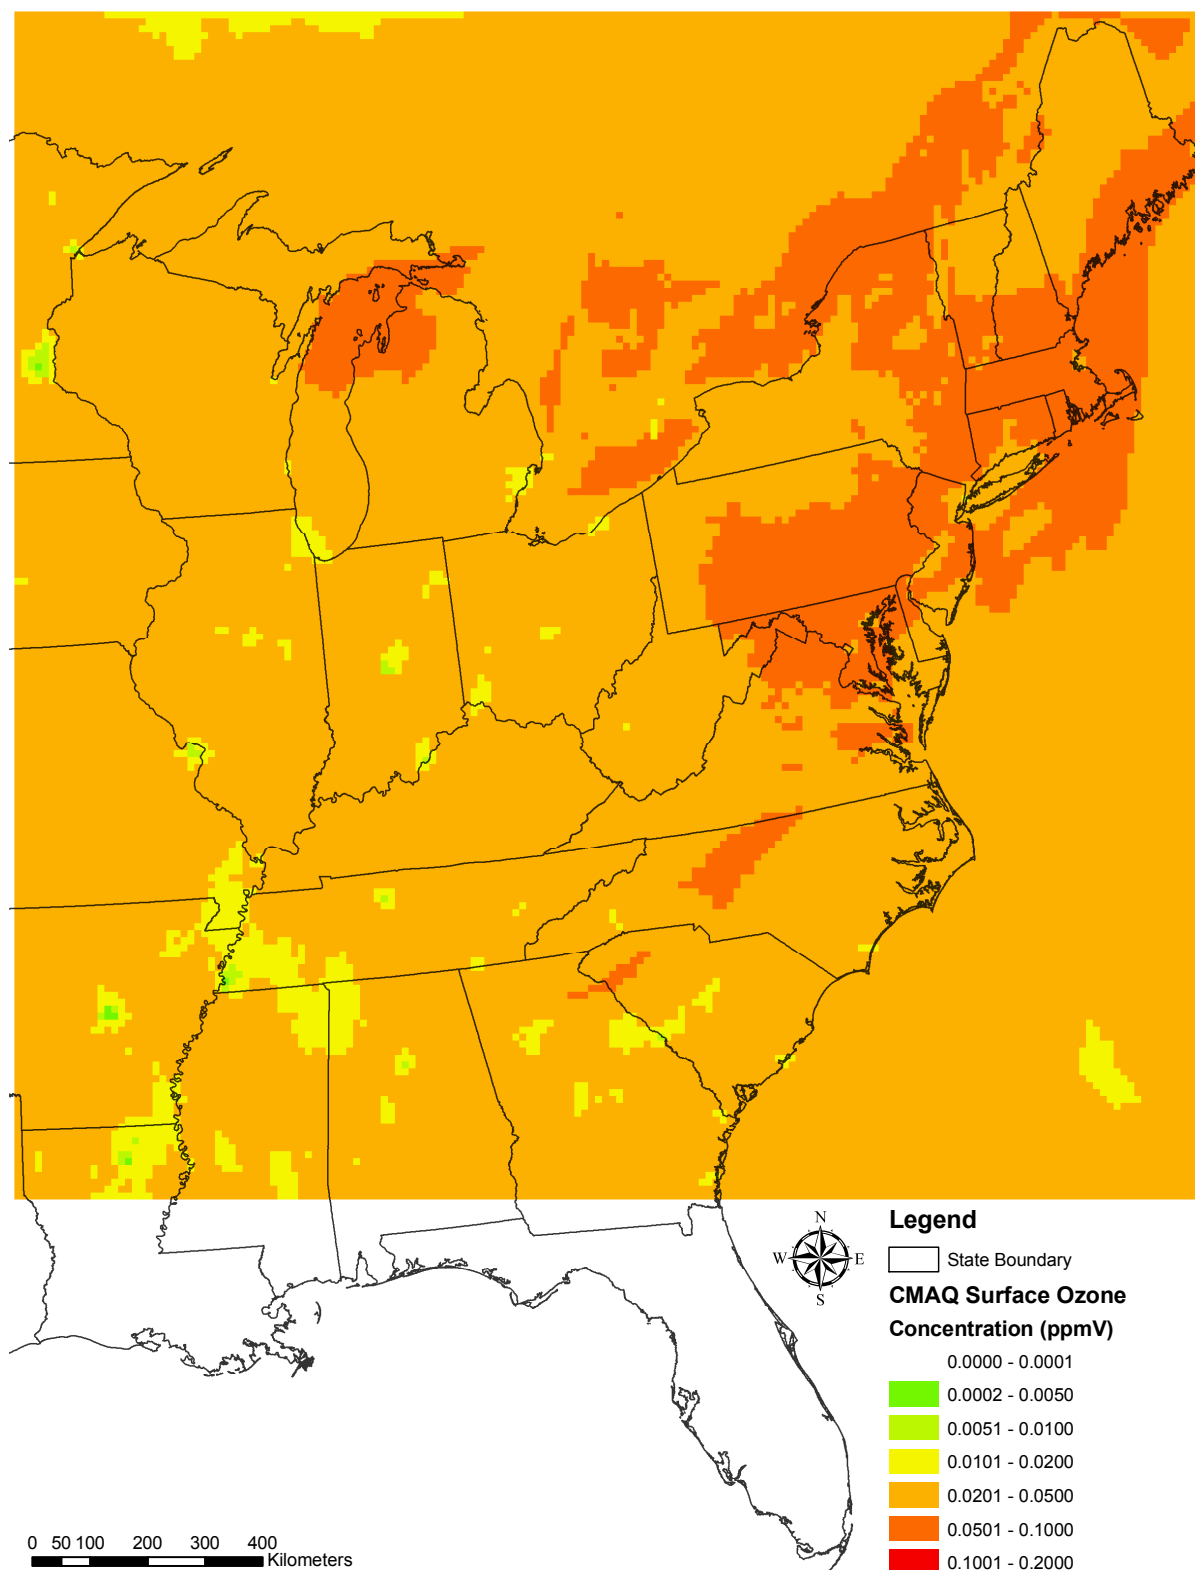 N
W E
S
Legend
State Boundary
CMAQ Surface Ozone
Concentration (ppmV)
0.0000 - 0.0001
0.0002 - 0.0050
0.0051 - 0.0100
0.0101 - 0.0200
0.0201 - 0.0500
0.0501 - 0.1000
0.1001 - 0.2000
0 50 100 200 300 400
Kilometers